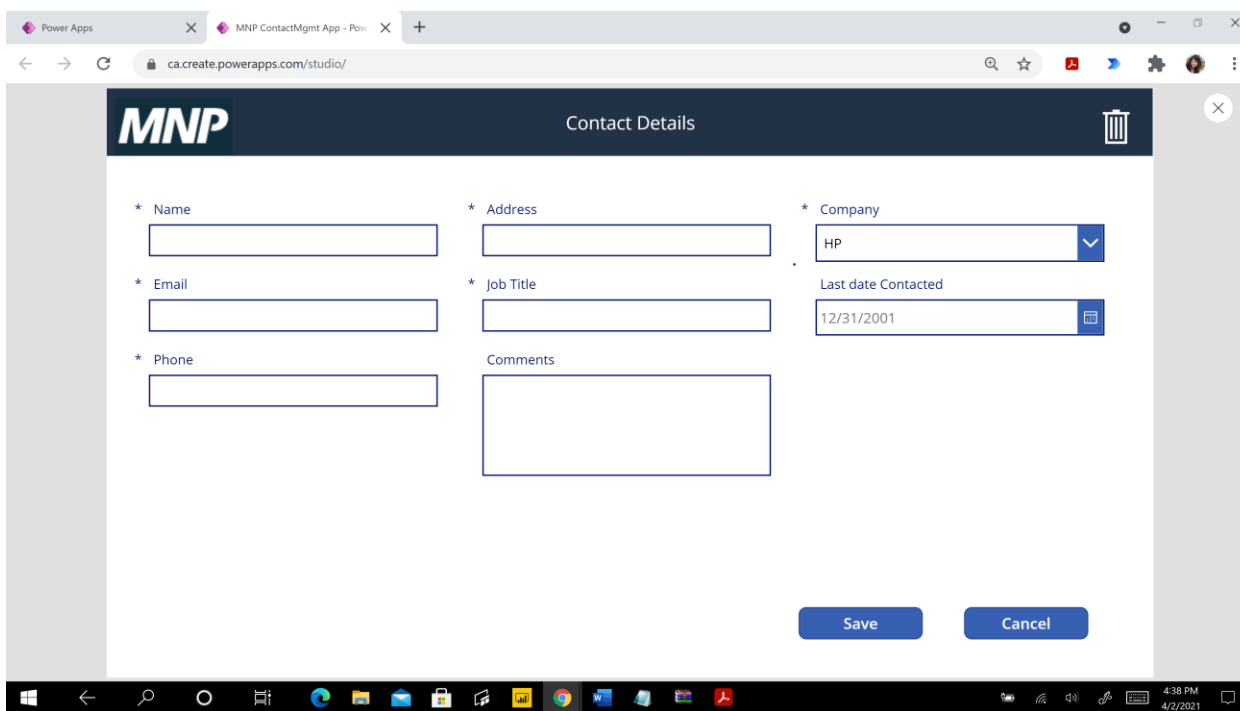 Power Apps
MNP ContactMgmt App - Pow
ca.create.powerapps.com/studio/
MNP
Contact Details
* Name
* Address
* Company
HP
* Email
* Job Title
Last date Contacted
12/31/2001
* Phone
Comments
Save
Cancel
4:38 PM
4/2/2021